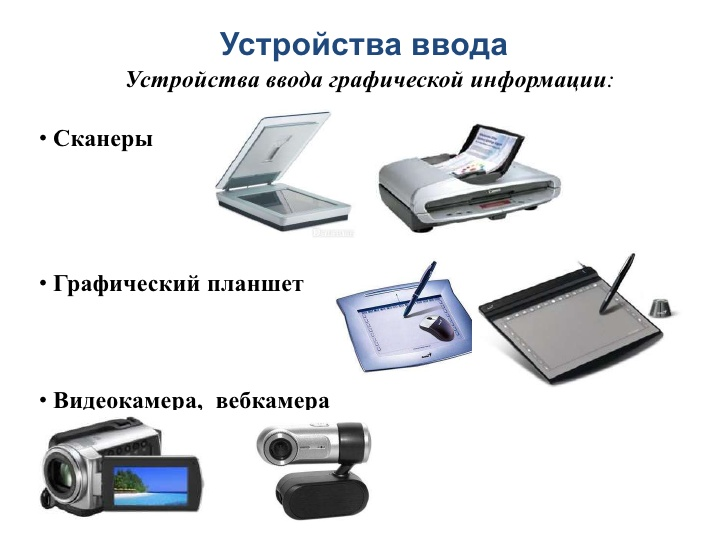 Устройства ввода
Устройства ввода графической информации:
• Сканеры
• Графический планшет
• Видеокамера, вебкамера